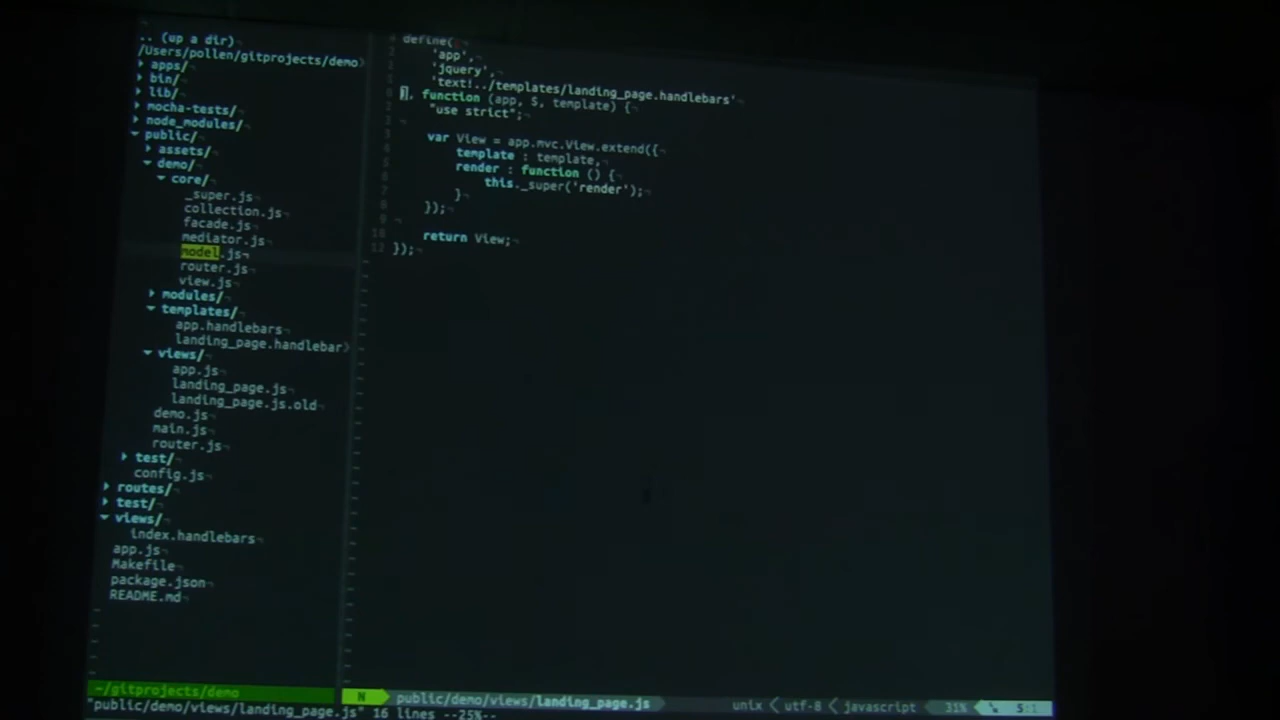 .. (up a dir)
/Users/pollen/gitprojects/demo
apps/
bin/
lib/
mocha-tests/
node_modules/
public/
assets/
demo/
core/
_super.js
collection.js
facade.js
mediator.js
model.js
router.js
view.js
modules/
templates/
app.handlebars
landing_page.handlebar
views/
app.js
landing_page.js
landing_page.js.old
demo.js
main.js
router.js
test/
config.js
routes/
test/
views/
index.handlebars
app.js
Makefile
package.json
README.md
~/gitprojects/demo
define(
'app',
'jquery',
'text!../templates/landing_page.handlebars'
], function (app, $, template) {
"use strict";
var View = app.mvc.View.extend({
template : template,
render : function () {
this._super('render');
}
});
return View;
});
N public/demo/views/landing_page.js unix utf-8 javascript 31% 5:1
"public/demo/views/landing_page.js" 16 lines --25%--